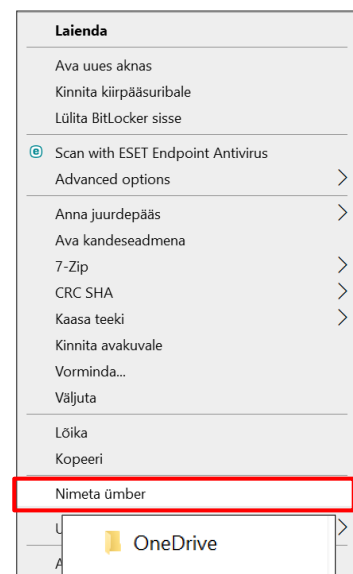 Laienda
Ava uues aknas
Kinnita kiirpääsuribale
Lülita BitLocker sisse
Scan with ESET Endpoint Antivirus
Advanced options
Anna juurdepääs
Ava kandeseadmena
7-Zip
CRC SHA
Kaasa teeki
Kinnita avakuvale
Vorminda...
Väljuta
Lõika
Kopeeri
Nimeta ümber
OneDrive